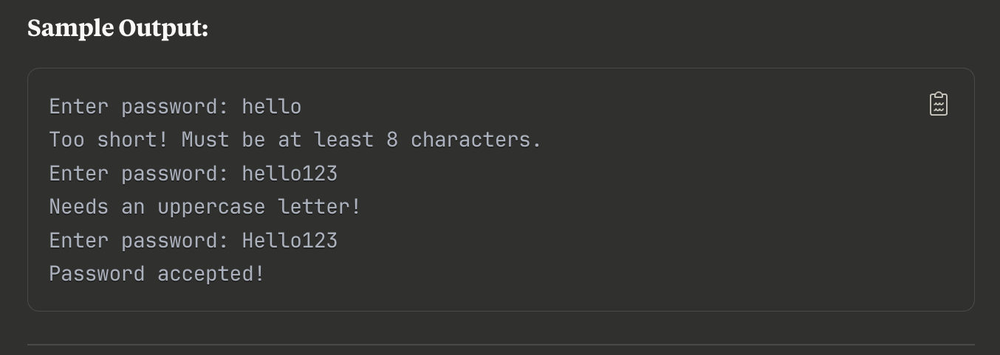 Sample Output:
Enter password: hello
Too short! Must be at least 8 characters.
Enter password: hello123
Needs an uppercase letter!
Enter password: Hello123
Password accepted!